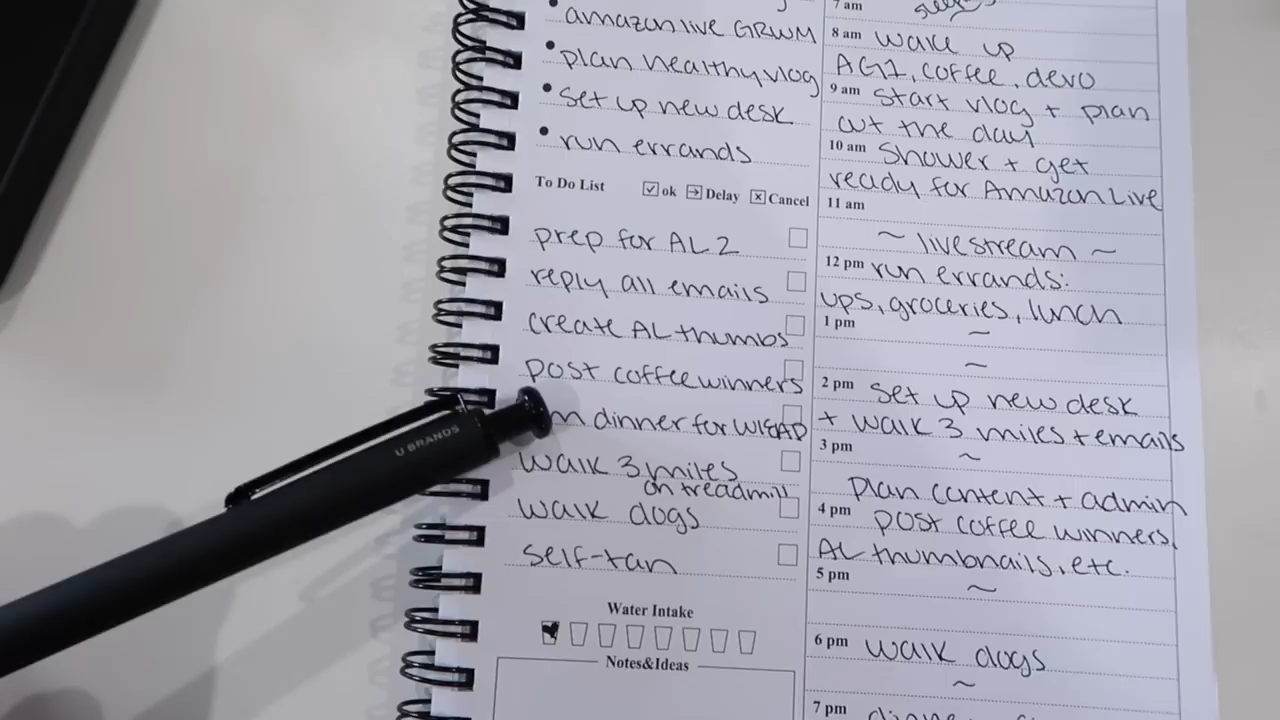 amazon live GRWM
plan healthy vlog
set up new desk
run errands
To Do List ok Delay Cancel
prep for AL 2
reply all emails
create AL thumbs
post coffee winners
dinner for
walk 3 miles
on treadmill
walk dogs
self-tan
Water Intake
Notes&Ideas
7 am
8 am wake up
AG1, coffee, devo
9 am start vlog + plan
out the day
10 am shower + get
ready for Amazon Live
11 am
~ livestream ~
12 pm run errands:
ups, groceries, lunch
1 pm ~
~
2 pm set up new desk
+ walk 3 miles + emails
3 pm ~
plan content + admin
4 pm post coffee winners,
AL thumbnails, etc.
5 pm ~
6 pm walk dogs
~
7 pm
U BRANDS